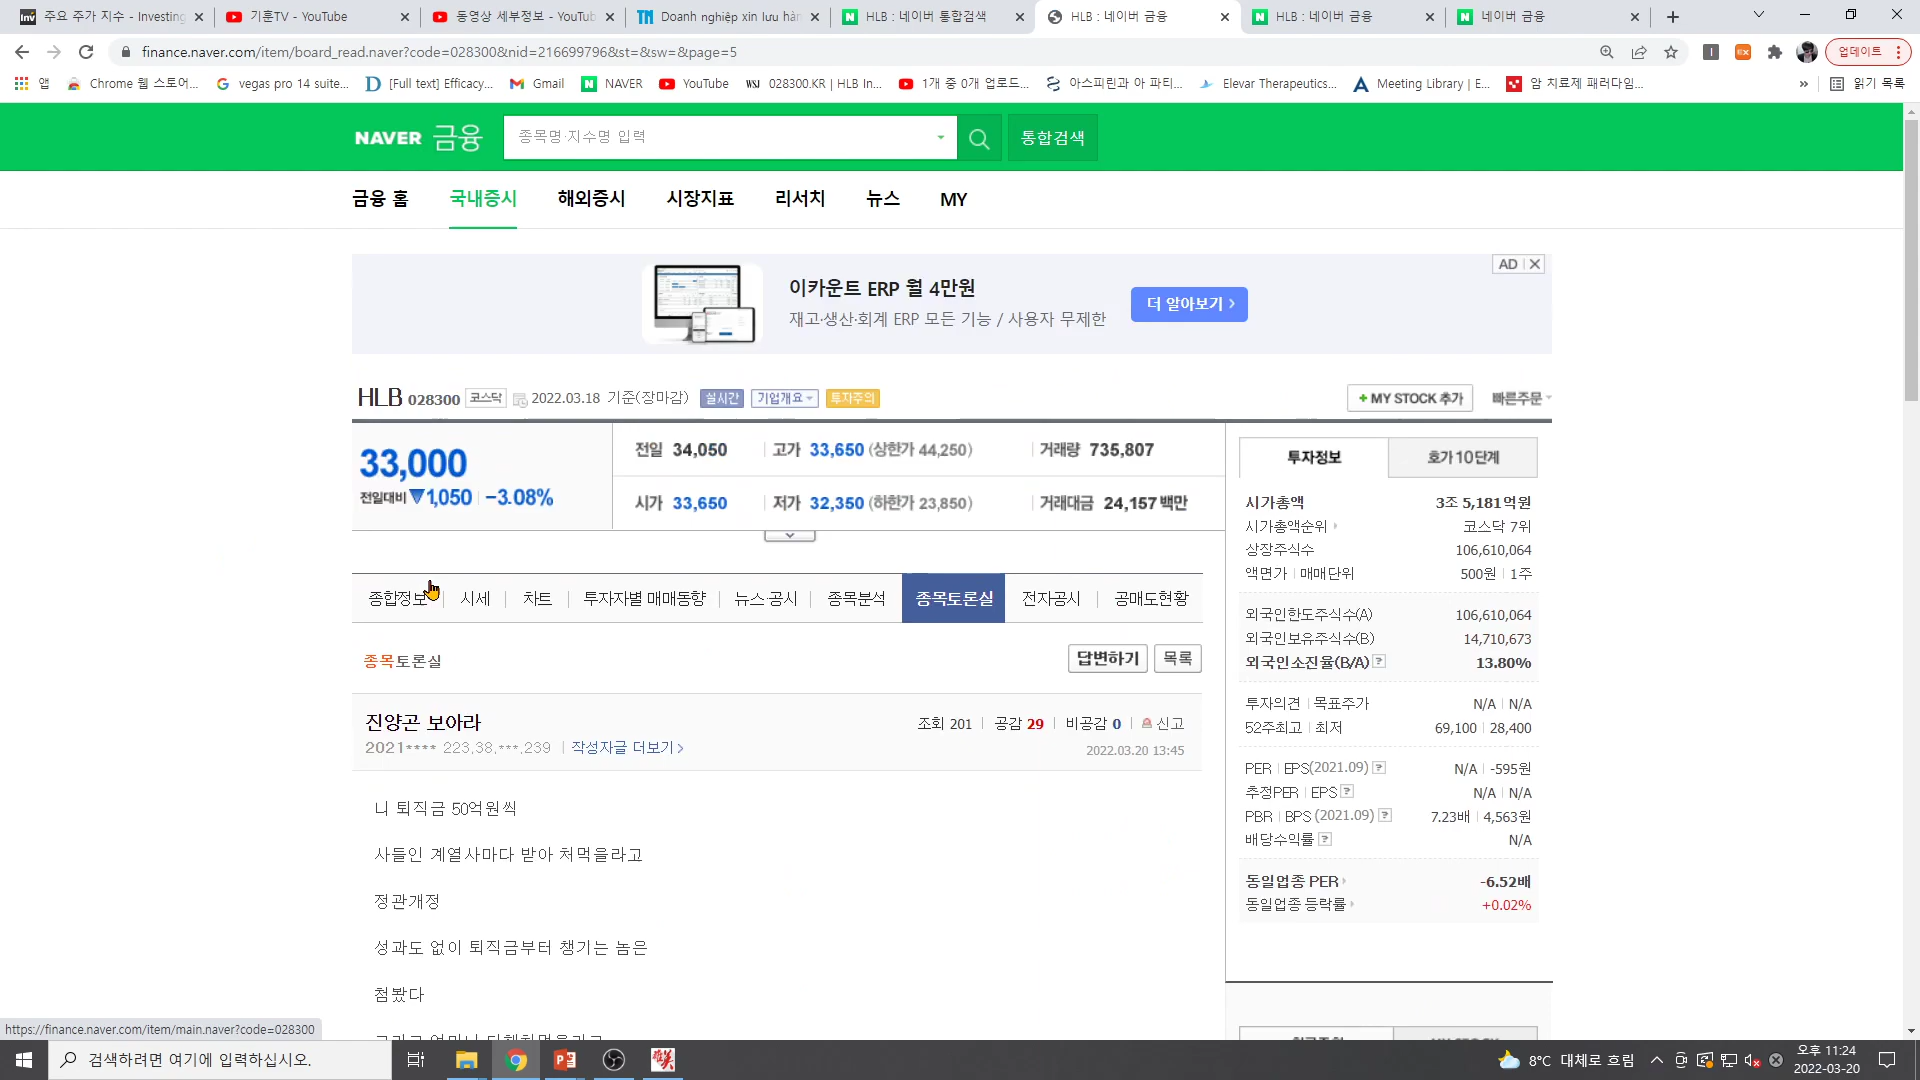 주요 주가 지수 - Investing
기훈TV - YouTube
동영상 세부정보 - YouTub
Doanh nghiệp xin lưu hàn
HLB : 네이버 통합검색
HLB : 네이버 금융
HLB : 네이버 금융
네이버 금융
finance.naver.com/item/board_read.naver?code=028300&nid=216699796&st=&sw=&page=5
업데이트
앱
Chrome 웹 스토어...
vegas pro 14 suite...
[Full text] Efficacy...
Gmail
NAVER
YouTube
WSJ 028300.KR | HLB In...
1개 중 0개 업로드...
아스피린과 아 파티...
Elevar Therapeutics...
Meeting Library | E...
암 치료제 패러다임...
»
읽기 목록
NAVER 금융
종목명·지수명 입력
통합검색
금융 홈 국내증시 해외증시 시장지표 리서치 뉴스 MY
이카운트 ERP 월 4만원
재고·생산·회계 ERP 모든 기능 / 사용자 무제한
더 알아보기 >
AD
HLB 028300 코스닥 2022.03.18 기준(장마감) 실시간 기업개요 투자주의
+ MY STOCK 추가 빠른주문
33,000
전일대비 ▼1,050 −3.08%
전일 34,050 고가 33,650 (상한가 44,250) 거래량 735,807
시가 33,650 저가 32,350 (하한가 23,850) 거래대금 24,157 백만
종합정보 시세 차트 투자자별 매매동향 뉴스·공시 종목분석 종목토론실 전자공시 공매도현황
종목토론실
답변하기 목록
진양곤 보아라
조회 201 공감 29 비공감 0 신고
2021**** 223.38.***.239 작성자글 더보기 >
2022.03.20 13:45
니 퇴직금 50억원씩
사들인 계열사마다 받아 처먹을라고
정관개정
성과도 없이 퇴직금부터 챙기는 놈은
첨봤다
투자정보 호가 10단계
시가총액 3조 5,181억원
시가총액순위 코스닥 7위
상장주식수 106,610,064
액면가 | 매매단위 500원 | 1주
외국인한도주식수(A) 106,610,064
외국인보유주식수(B) 14,710,673
외국인소진율(B/A) ? 13.80%
투자의견 | 목표주가 N/A | N/A
52주최고 | 최저 69,100 | 28,400
PER | EPS(2021.09) ? N/A | -595원
추정PER | EPS ? N/A | N/A
PBR | BPS (2021.09) ? 7.23배 | 4,563원
배당수익률 ? N/A
동일업종 PER -6.52배
동일업종 등락률 +0.02%
https://finance.naver.com/item/main.naver?code=028300
검색하려면 여기에 입력하십시오.
8°C 대체로 흐림
오후 11:24
2022-03-20